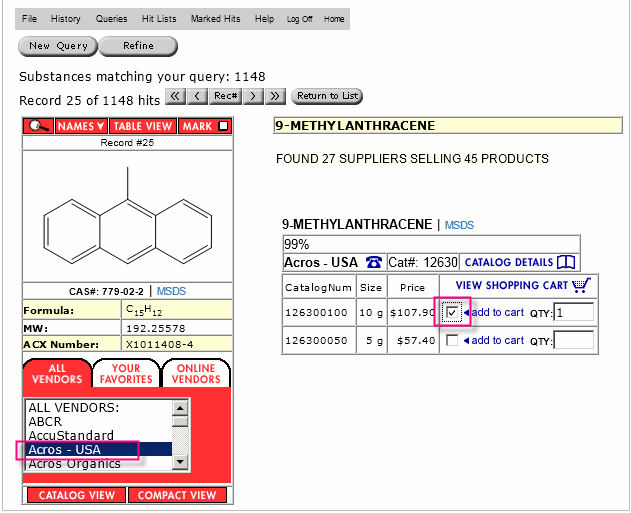 File History Queries Hit Lists Marked Hits Help Log Off Home
New Query Refine
Substances matching your query: 1148
Record 25 of 1148 hits << < Rec# > >> Return to List
NAMES TABLE VIEW MARK
Record #25
CAS#: 779-02-2 | MSDS
Formula: C15H12
MW: 192.25578
ACX Number: X1011408-4
ALL VENDORS YOUR FAVORITES ONLINE VENDORS
ALL VENDORS:
ABCR
AccuStandard
Acros - USA
Acros Organics
CATALOG VIEW COMPACT VIEW
9-METHYLANTHRACENE
FOUND 27 SUPPLIERS SELLING 45 PRODUCTS
9-METHYLANTHRACENE | MSDS
99%
Acros - USA Cat#: 12630 CATALOG DETAILS
CatalogNum Size Price VIEW SHOPPING CART
126300100 10 g $107.90 add to cart QTY: 1
126300050 5 g $57.40 add to cart QTY: